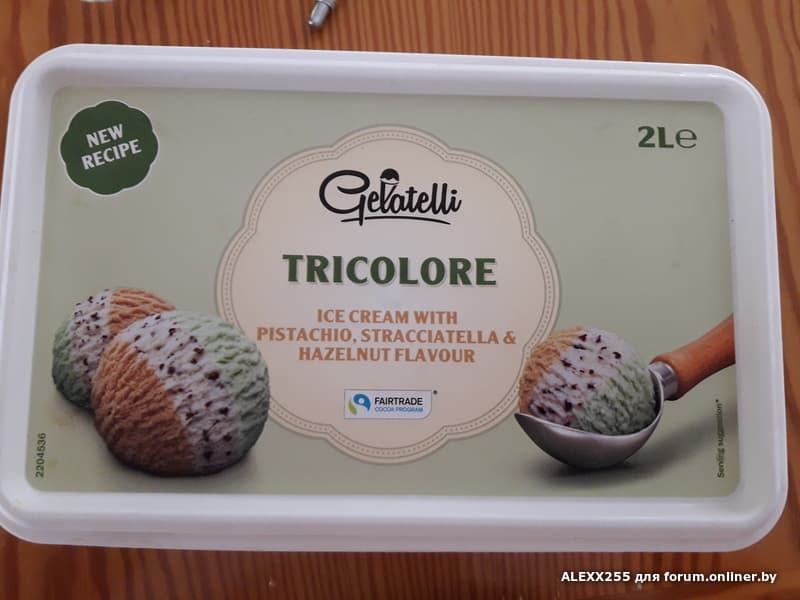 NEW
RECIPE
2L℮
Gelatelli
TRICOLORE
ICE CREAM WITH
PISTACHIO, STRACCIATELLA &
HAZELNUT FLAVOUR
FAIRTRADE
COCOA PROGRAM
®
2204536
Serving suggestion*
ALEXX255 для forum.onliner.by